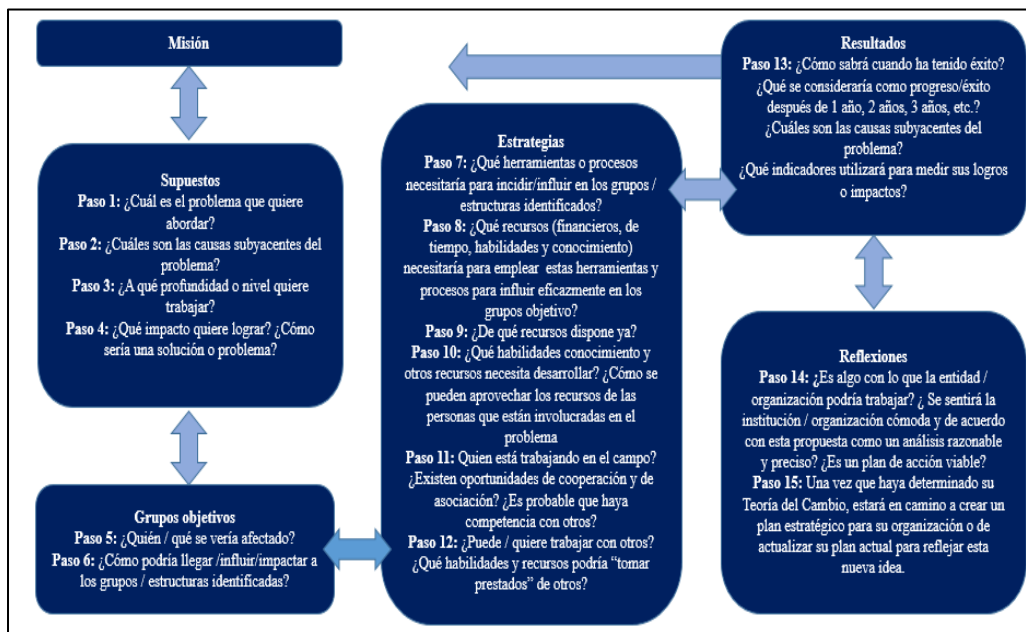 Misión
Supuestos
Paso 1: ¿Cuál es el problema que quiere
abordar?
Paso 2: ¿Cuáles son las causas subyacentes del
problema?
Paso 3: ¿A qué profundidad o nivel quiere
trabajar?
Paso 4: ¿Qué impacto quiere lograr? ¿Cómo
sería una solución o problema?
Grupos objetivos
Paso 5: ¿Quién / qué se vería afectado?
Paso 6: ¿Cómo podría llegar /influir/impactar a
los grupos / estructuras identificadas?
Estrategias
Paso 7: ¿Qué herramientas o procesos
necesitaría para incidir/influir en los grupos /
estructuras identificados?
Paso 8: ¿Qué recursos (financieros, de
tiempo, habilidades y conocimiento)
necesitaría para emplear estas herramientas y
procesos para influir eficazmente en los
grupos objetivo?
Paso 9: ¿De qué recursos dispone ya?
Paso 10: ¿Qué habilidades conocimiento y
otros recursos necesita desarrollar? ¿Cómo se
pueden aprovechar los recursos de las
personas que están involucradas en el
problema
Paso 11: Quien está trabajando en el campo?
¿Existen oportunidades de cooperación y de
asociación? ¿Es probable que haya
competencia con otros?
Paso 12: ¿Puede / quiere trabajar con otros?
¿Qué habilidades y recursos podría “tomar
prestados” de otros?
Resultados
Paso 13: ¿Cómo sabrá cuando ha tenido éxito?
¿Qué se consideraría como progreso/éxito
después de 1 año, 2 años, 3 años, etc.?
¿Cuáles son las causas subyacentes del
problema?
¿Qué indicadores utilizará para medir sus logros
o impactos?
Reflexiones
Paso 14: ¿Es algo con lo que la entidad /
organización podría trabajar? ¿ Se sentirá la
institución / organización cómoda y de acuerdo
con esta propuesta como un análisis razonable
y preciso? ¿Es un plan de acción viable?
Paso 15: Una vez que haya determinado su
Teoría del Cambio, estará en camino a crear un
plan estratégico para su organización o de
actualizar su plan actual para reflejar esta
nueva idea.